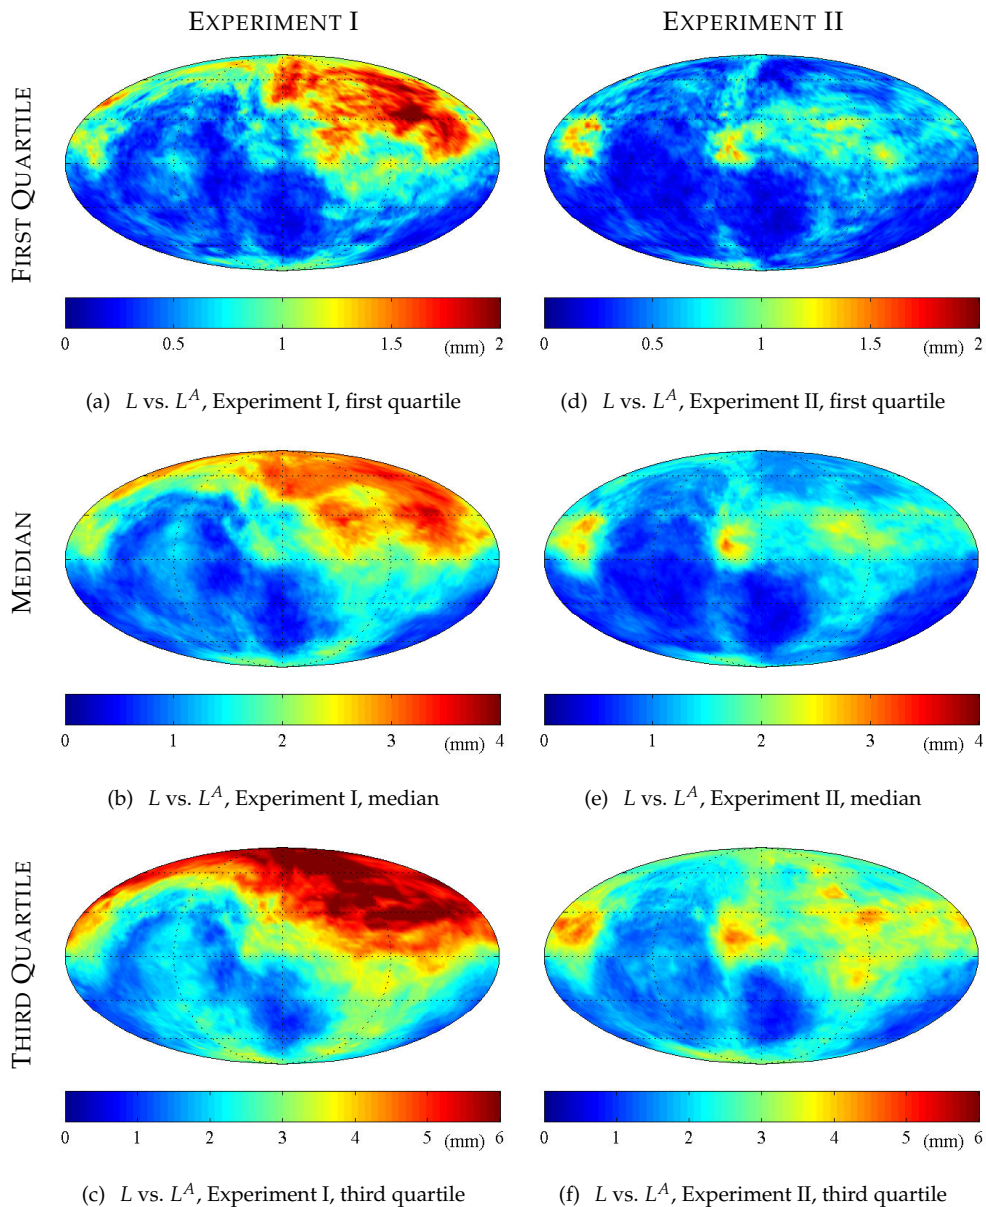 EXPERIMENT I
EXPERIMENT II
FIRST QUARTILE
0 0.5 1 1.5 (mm) 2
0 0.5 1 1.5 (mm) 2
(a) L vs. L^A, Experiment I, first quartile
(d) L vs. L^A, Experiment II, first quartile
MEDIAN
0 1 2 3 (mm) 4
0 1 2 3 (mm) 4
(b) L vs. L^A, Experiment I, median
(e) L vs. L^A, Experiment II, median
THIRD QUARTILE
0 1 2 3 4 5 (mm) 6
0 1 2 3 4 5 (mm) 6
(c) L vs. L^A, Experiment I, third quartile
(f) L vs. L^A, Experiment II, third quartile